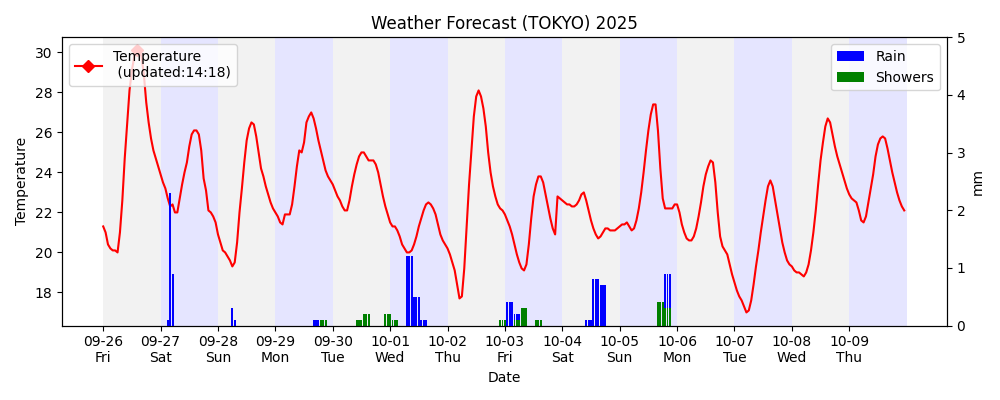 Weather Forecast (TOKYO) 2025
Temperature
(updated:14:18)
Rain
Showers
Temperature
30
28
26
24
22
20
18
5
4
3
2
1
0
mm
09-26 09-27 09-28 09-29 09-30 10-01 10-02 10-03 10-04 10-05 10-06 10-07 10-08 10-09
Fri Sat Sun Mon Tue Wed Thu Fri Sat Sun Mon Tue Wed Thu
Date